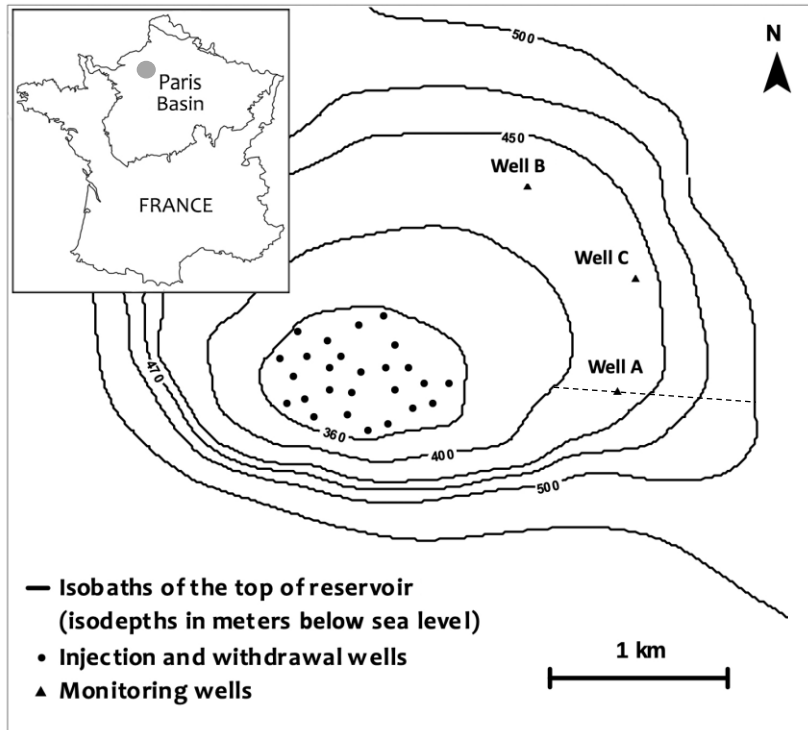 500
N
Paris
Basin
450
Well B
FRANCE
Well C
470
Well A
360
400
500
Isobaths of the top of reservoir
(isodepths in meters below sea level)
Injection and withdrawal wells
1 km
Monitoring wells